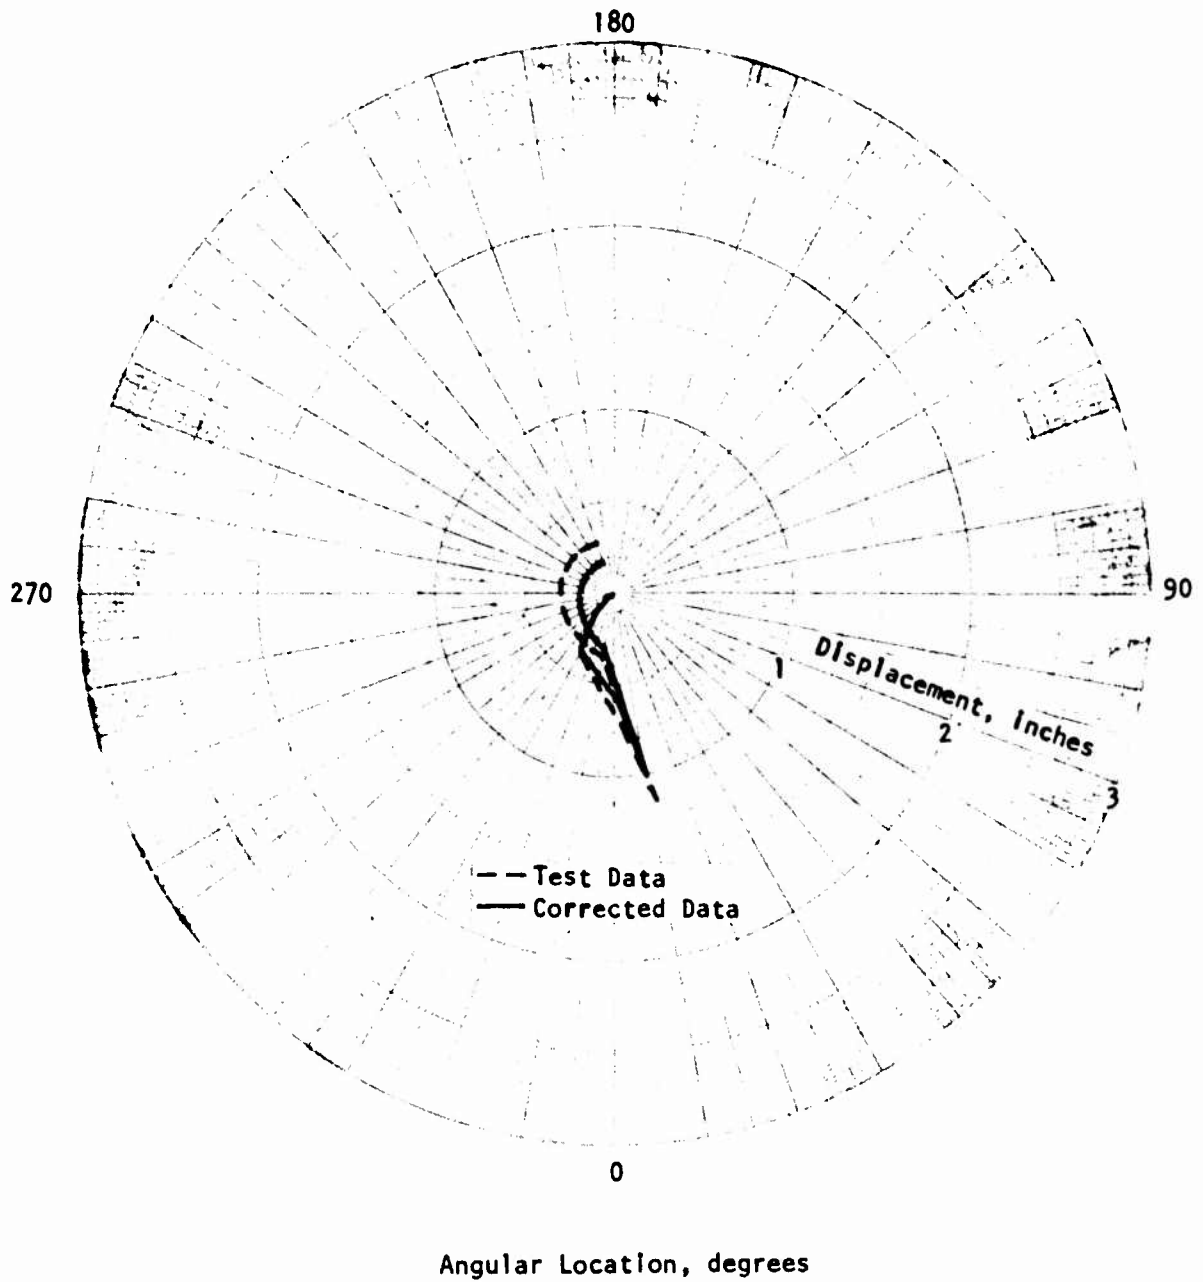 180
270
90
Displacement, inches
1
2
3
Test Data
Corrected Data
0
Angular Location, degrees